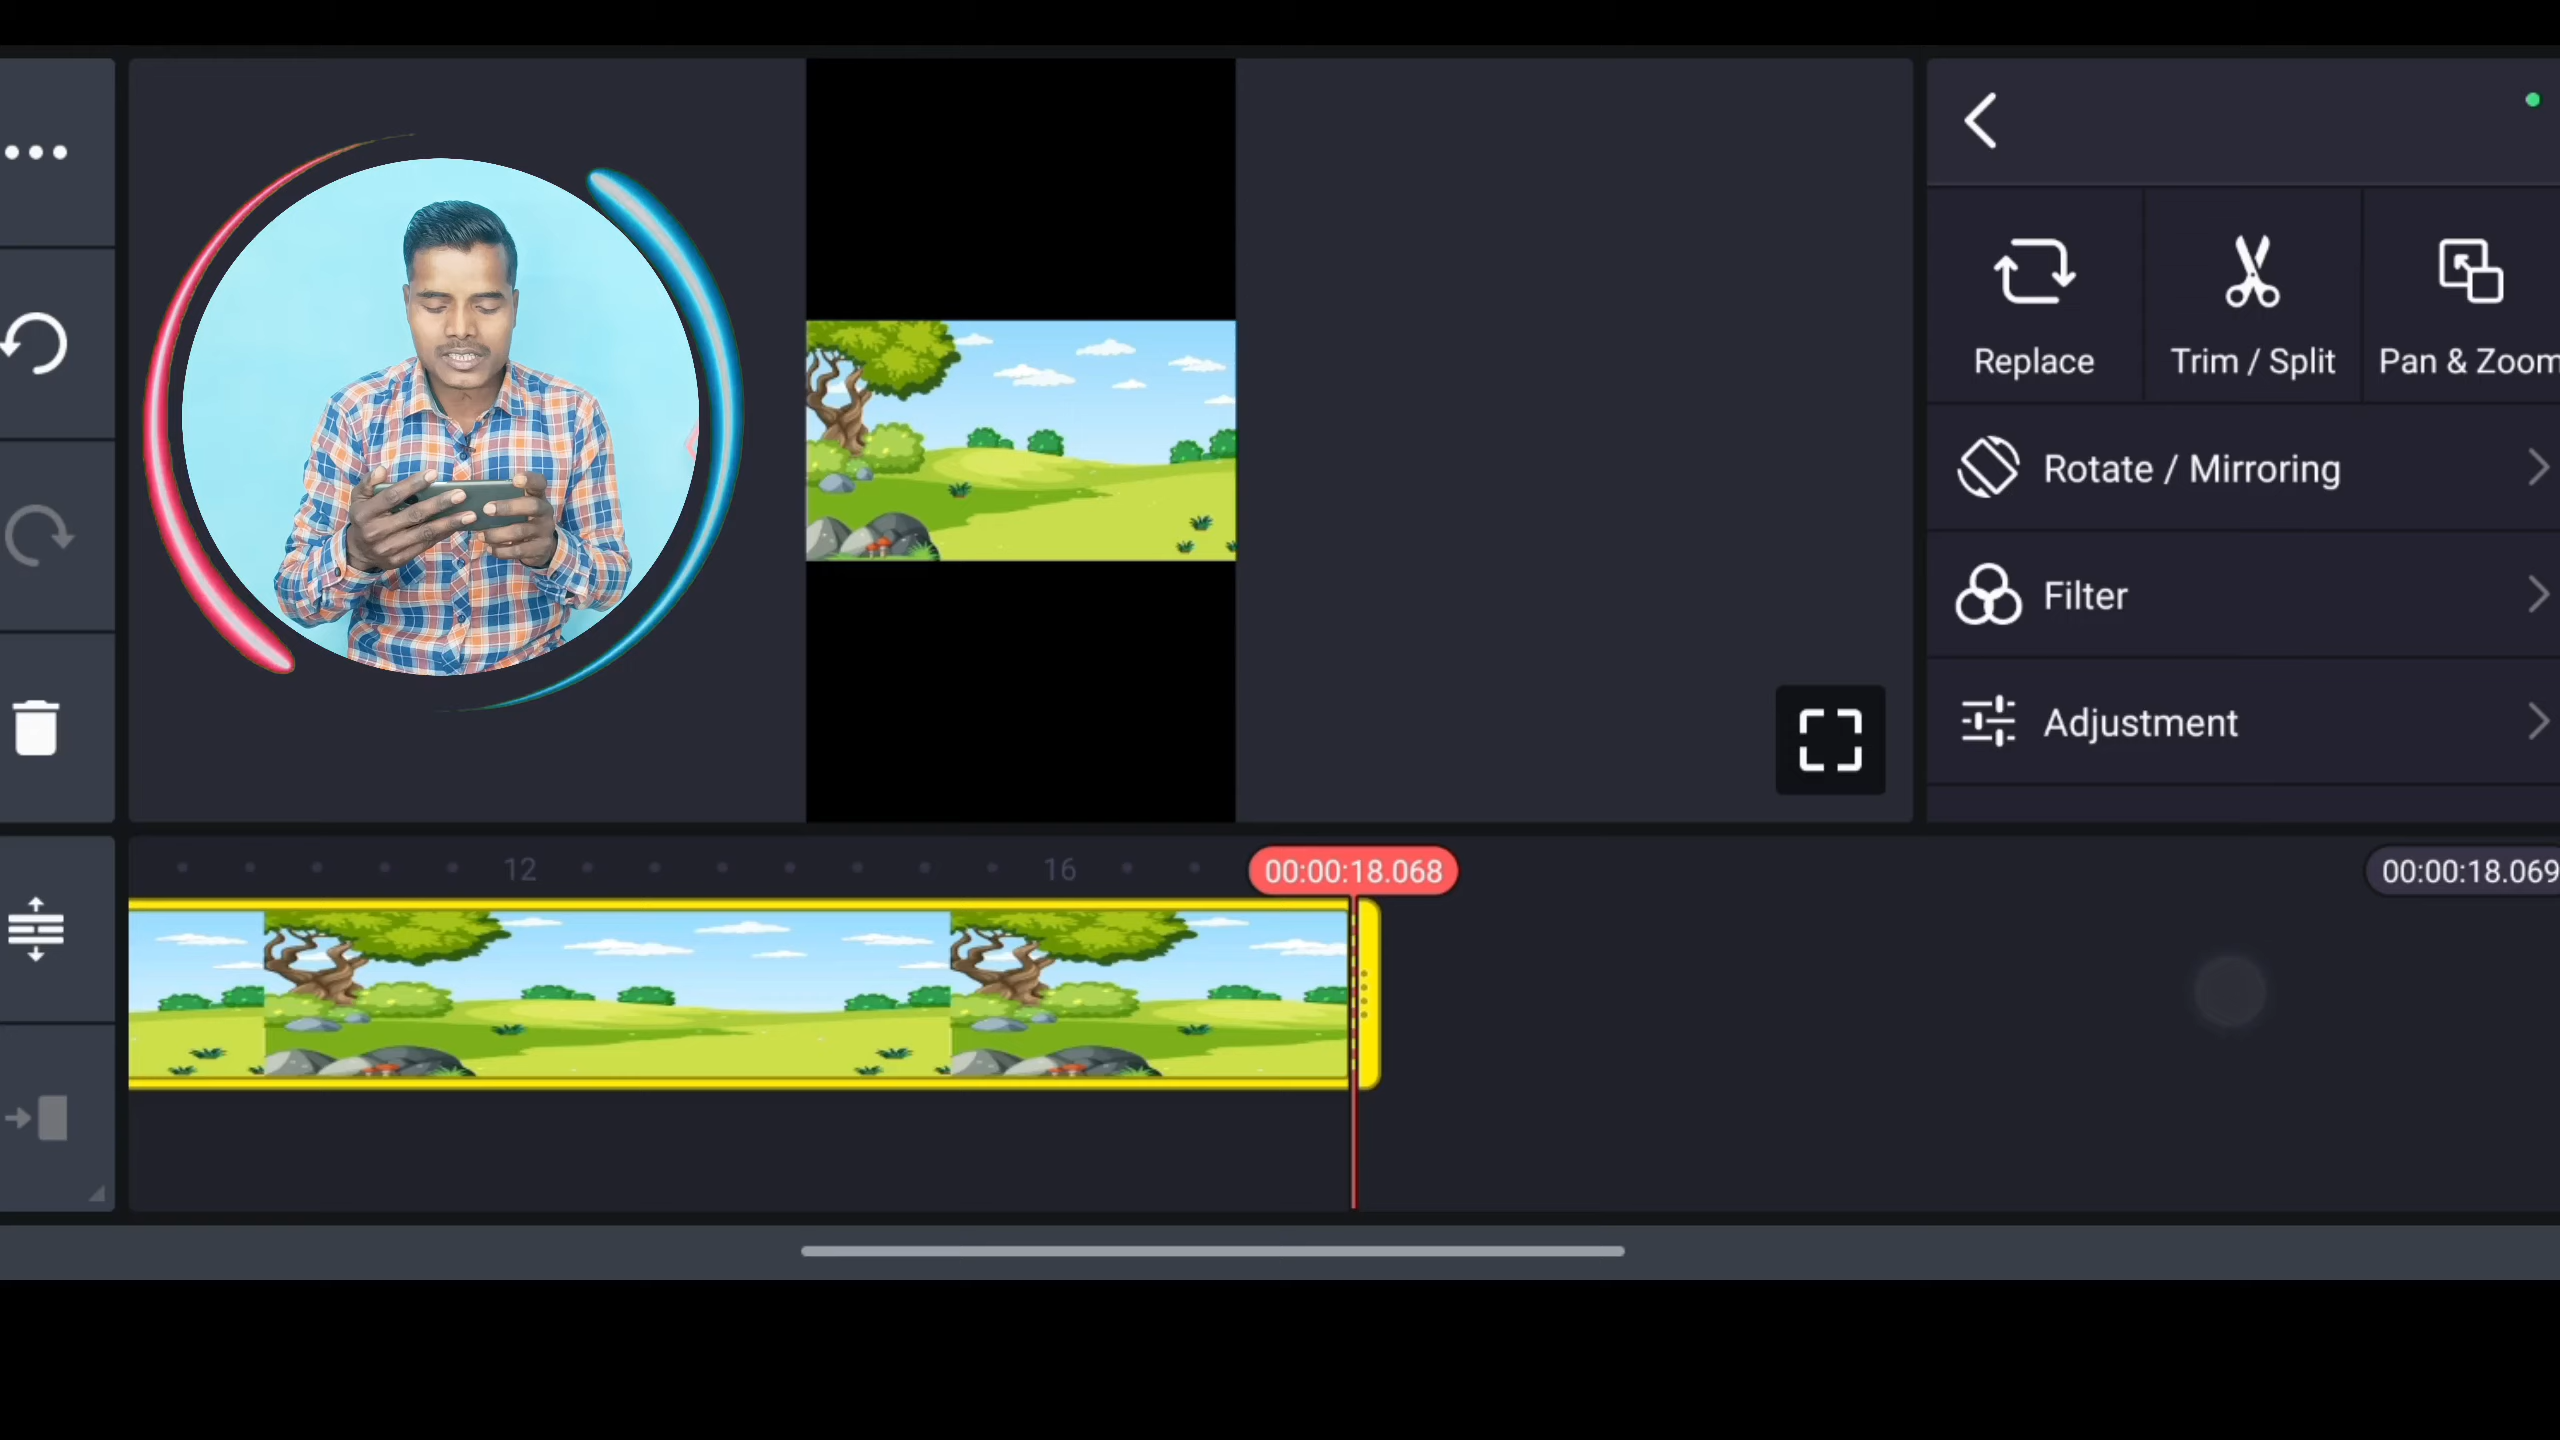 Replace
Trim / Split
Pan & Zoom
Rotate / Mirroring
Filter
Adjustment
12
16
00:00:18.068
00:00:18.069